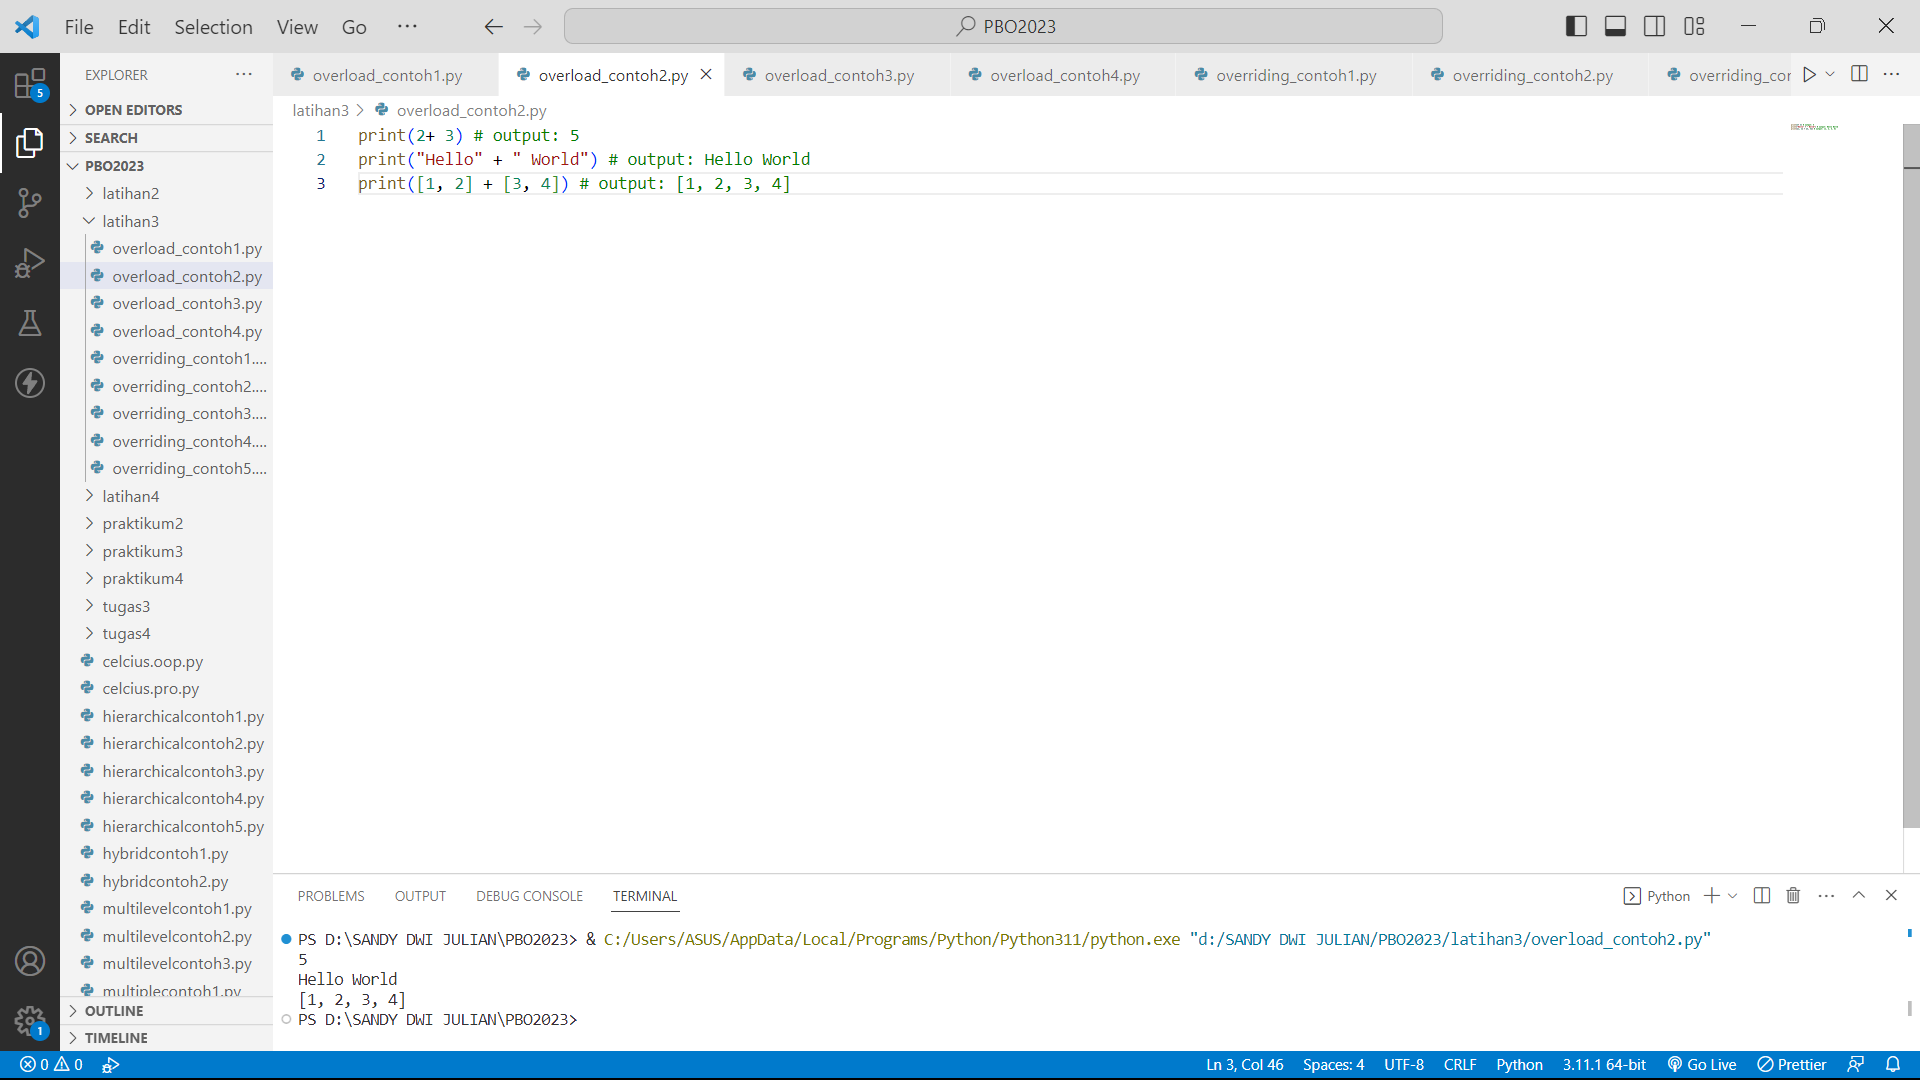 File Edit Selection View Go ··· PBO2023
5
EXPLORER ···
OPEN EDITORS
SEARCH
PBO2023
latihan2
latihan3
overload_contoh1.py
overload_contoh2.py
overload_contoh3.py
overload_contoh4.py
overriding_contoh1....
overriding_contoh2....
overriding_contoh3....
overriding_contoh4....
overriding_contoh5....
latihan4
praktikum2
praktikum3
praktikum4
tugas3
tugas4
celcius.oop.py
celcius.pro.py
hierarchicalcontoh1.py
hierarchicalcontoh2.py
hierarchicalcontoh3.py
hierarchicalcontoh4.py
hierarchicalcontoh5.py
hybridcontoh1.py
hybridcontoh2.py
multilevelcontoh1.py
multilevelcontoh2.py
multilevelcontoh3.py
multiplecontoh1.py
OUTLINE
TIMELINE
1
overload_contoh1.py overload_contoh2.py overload_contoh3.py overload_contoh4.py overriding_contoh1.py overriding_contoh2.py overriding_cor
latihan3 > overload_contoh2.py
1 print(2+ 3) # output: 5
2 print("Hello" + " World") # output: Hello World
3 print([1, 2] + [3, 4]) # output: [1, 2, 3, 4]
PROBLEMS OUTPUT DEBUG CONSOLE TERMINAL Python
PS D:\SANDY DWI JULIAN\PBO2023> & C:/Users/ASUS/AppData/Local/Programs/Python/Python311/python.exe "d:/SANDY DWI JULIAN/PBO2023/latihan3/overload_contoh2.py"
5
Hello World
[1, 2, 3, 4]
PS D:\SANDY DWI JULIAN\PBO2023>
0 0 Ln 3, Col 46 Spaces: 4 UTF-8 CRLF Python 3.11.1 64-bit Go Live Prettier